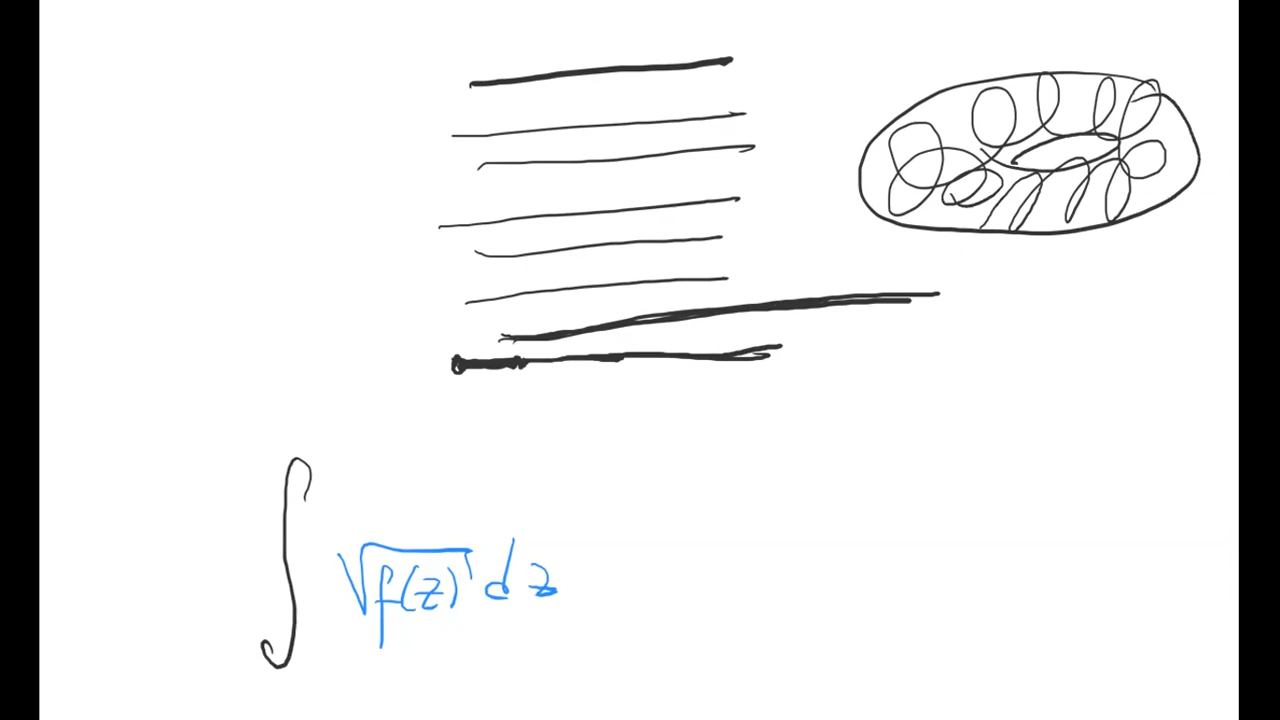 ∫ √f(z) dz